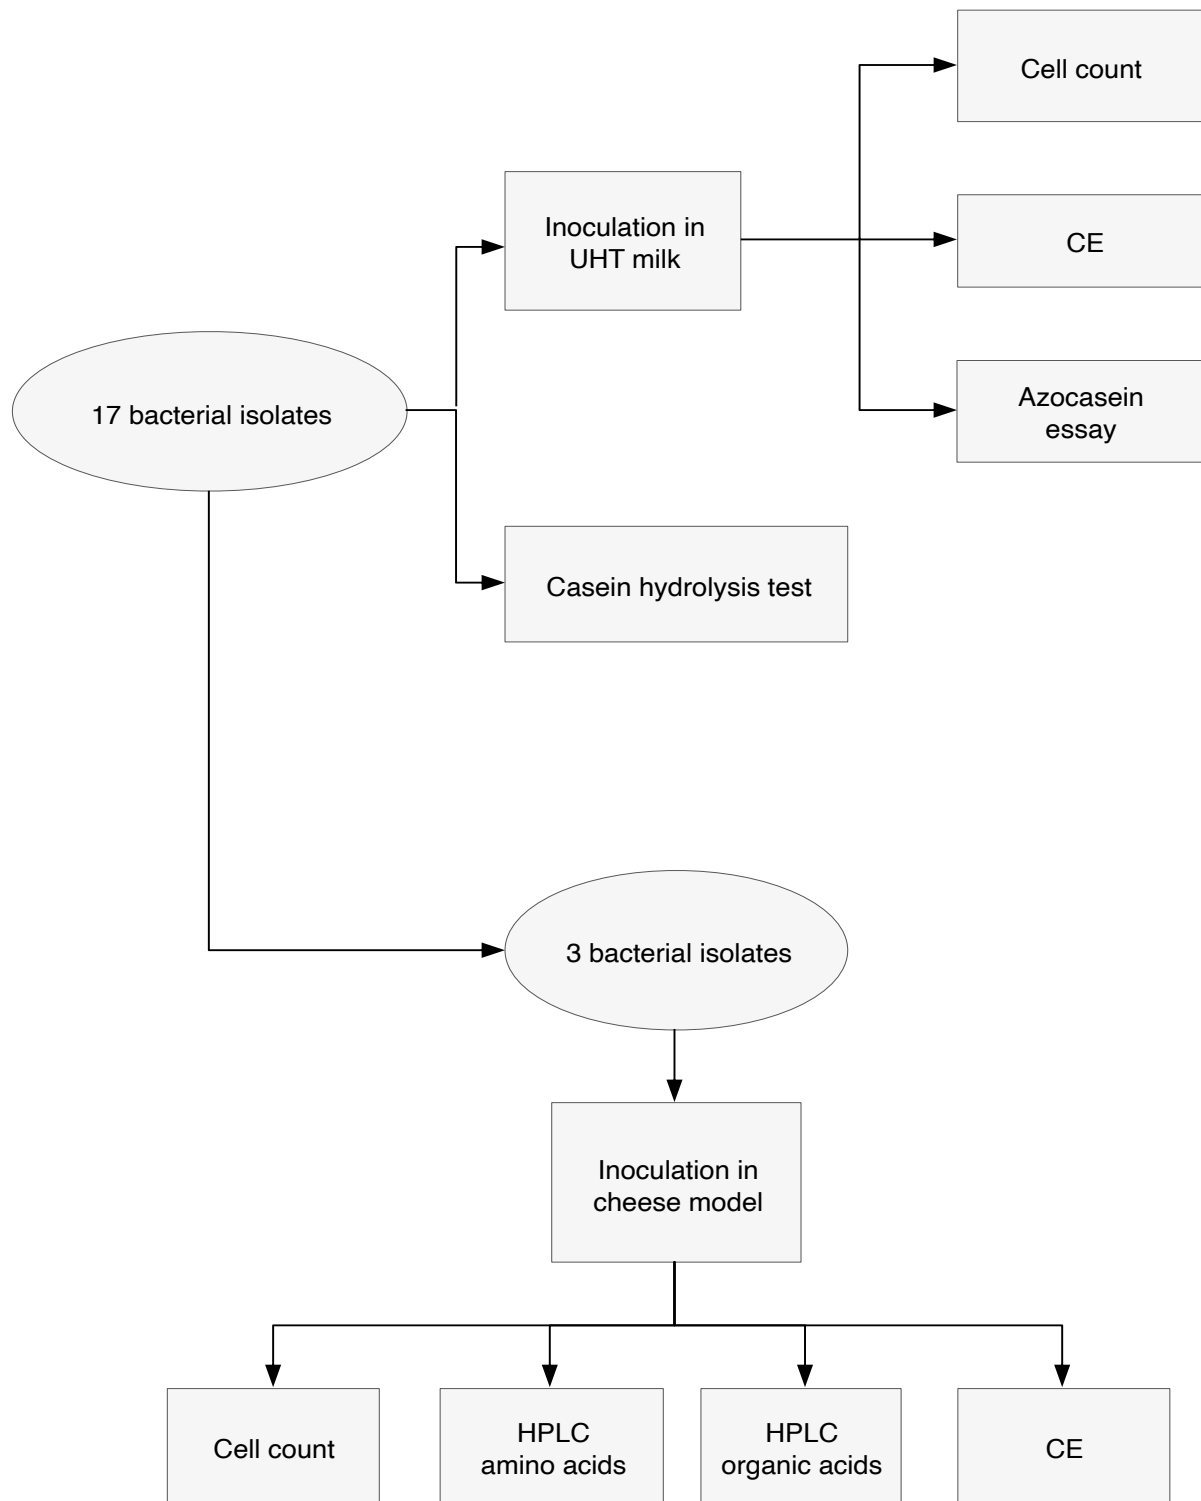 Cell count
Inoculation in
UHT milk
CE
Azocasein
essay
17 bacterial isolates
Casein hydrolysis test
3 bacterial isolates
Inoculation in
cheese model
Cell count
HPLC
amino acids
HPLC
organic acids
CE